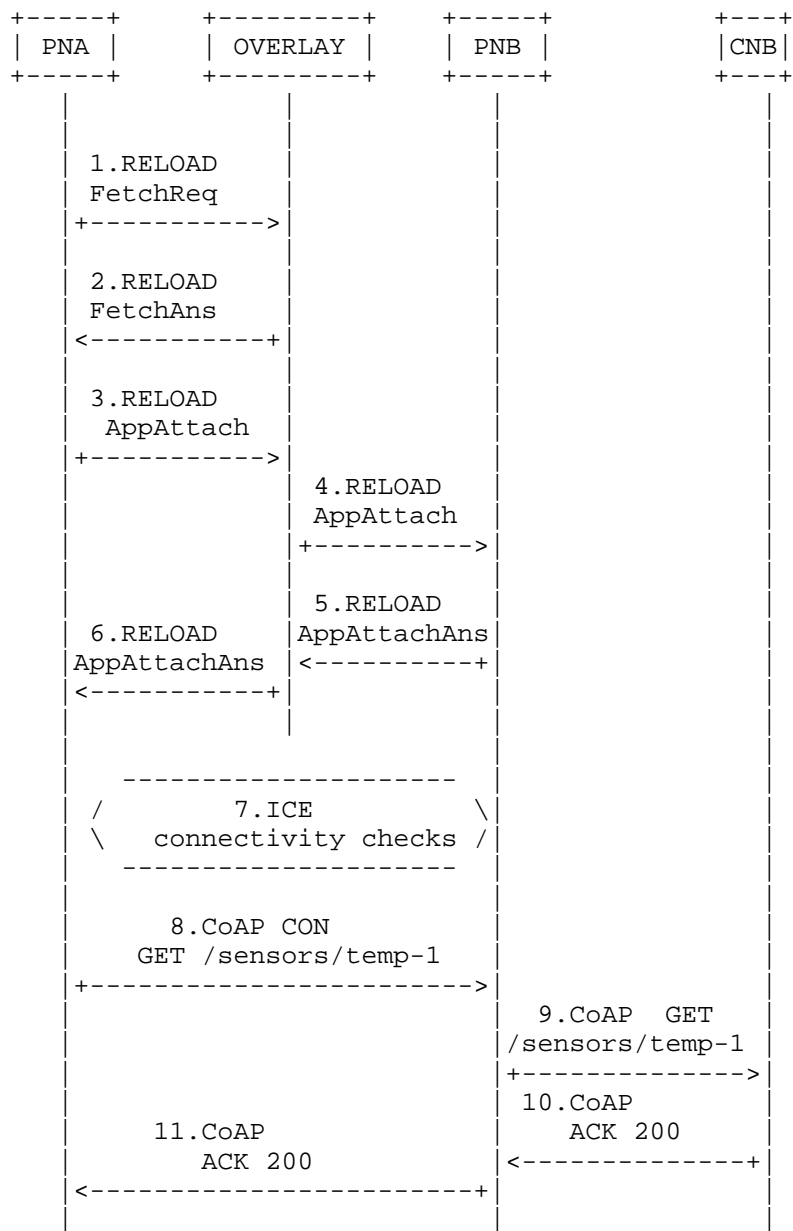 PNA OVERLAY PNB CNB
1.RELOAD
FetchReq
2.RELOAD
FetchAns
3.RELOAD
AppAttach
4.RELOAD
AppAttach
5.RELOAD
6.RELOAD AppAttachAns
AppAttachAns
7.ICE
connectivity checks
8.CoAP CON
GET /sensors/temp-1
9.CoAP GET
/sensors/temp-1
10.CoAP
11.CoAP ACK 200
ACK 200